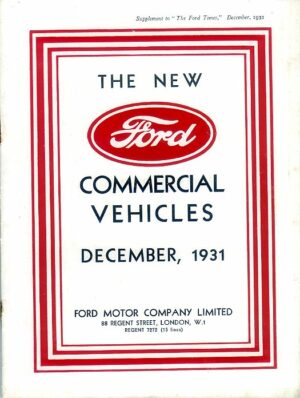 Supplement to "The Ford Times," December, 1931
THE NEW
Ford
COMMERCIAL
VEHICLES
DECEMBER, 1931
FORD MOTOR COMPANY LIMITED
88 REGENT STREET, LONDON, W.1
REGENT 7272 (15 lines)